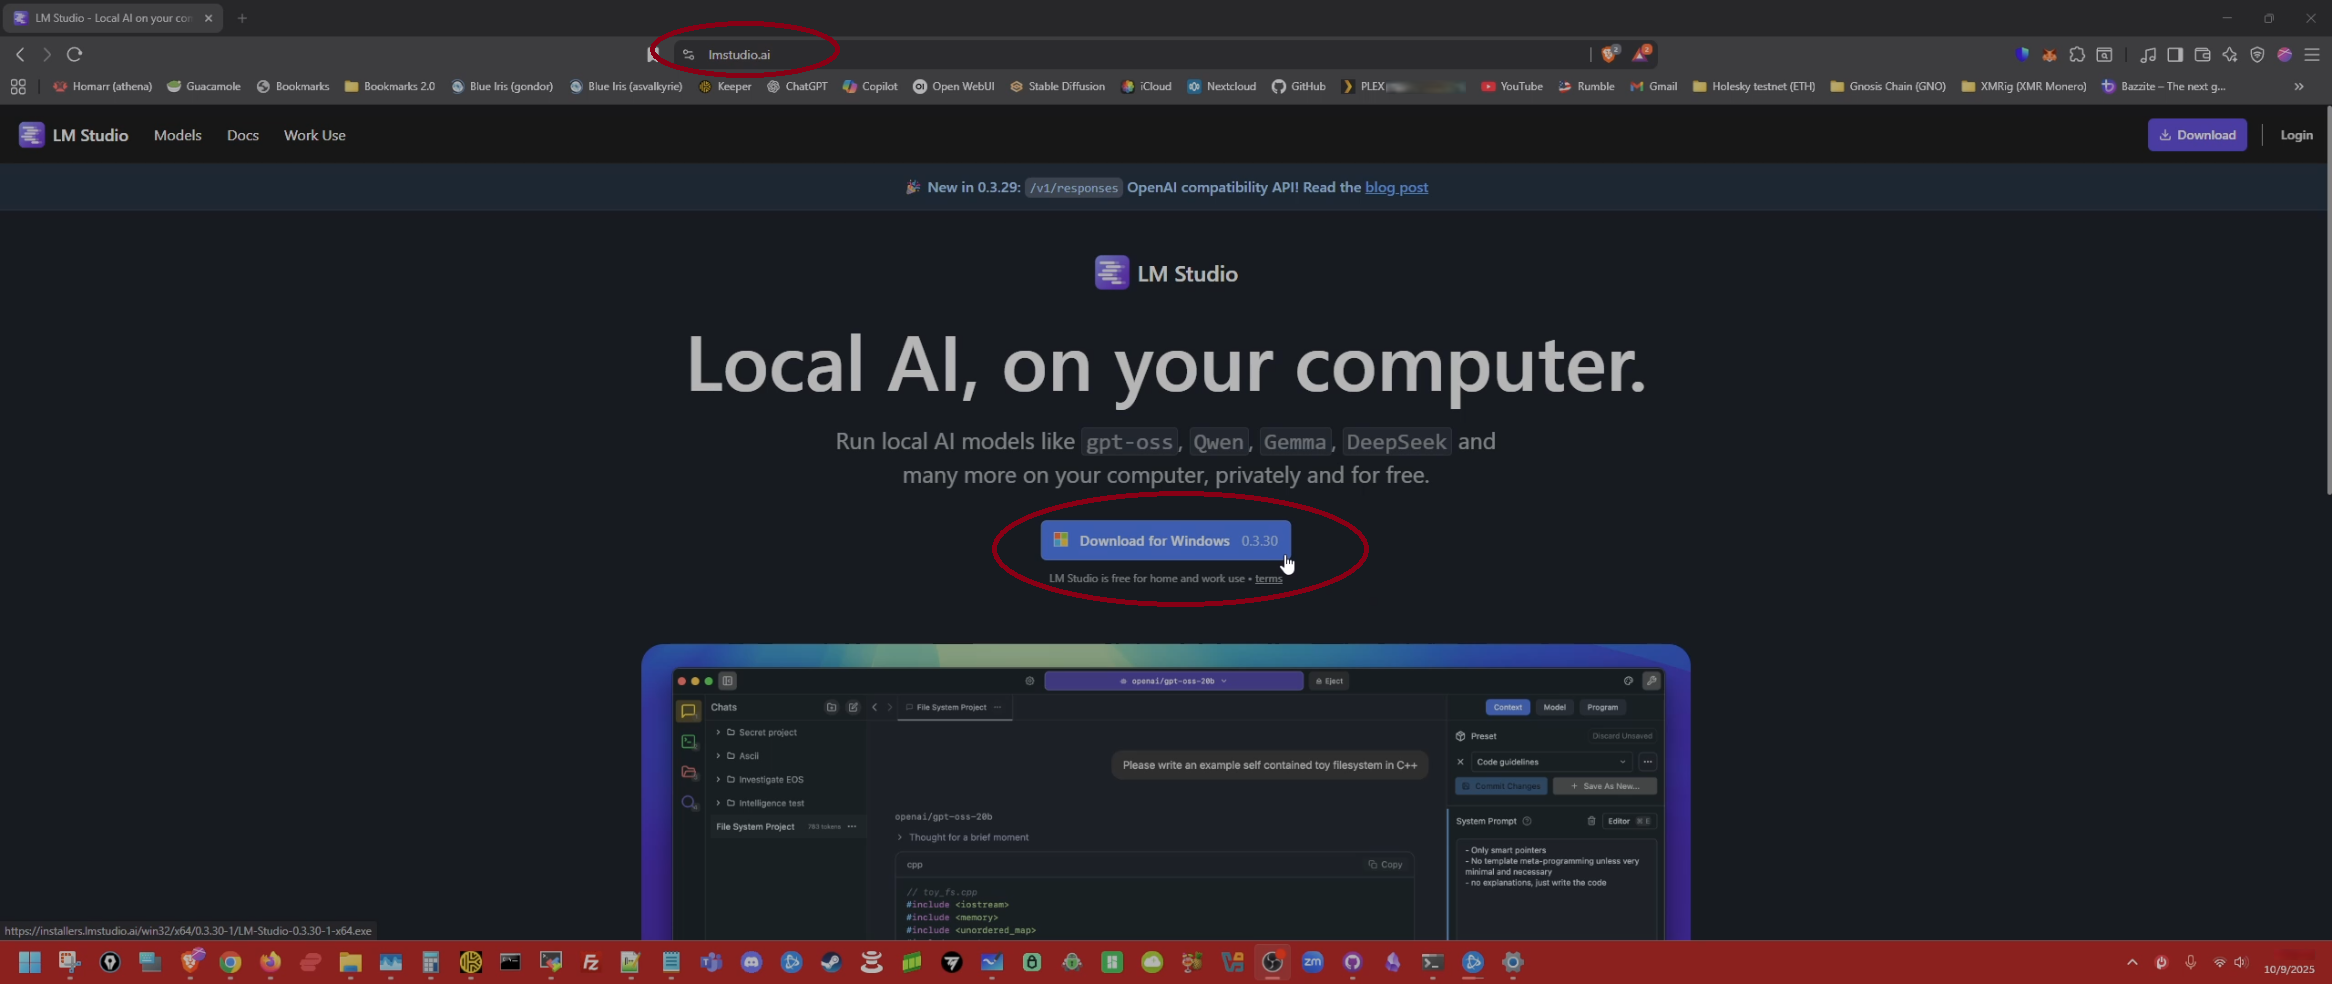 LM Studio - Local AI on your con
lmstudio.ai
2
2
Homarr (athena) Guacamole Bookmarks Bookmarks 2.0 Blue Iris (gondor) Blue Iris (asvalkyrie) Keeper ChatGPT Copilot Open WebUI Stable Diffusion iCloud Nextcloud GitHub PLEX YouTube Rumble Gmail Holesky testnet (ETH) Gnosis Chain (GNO) XMRig (XMR Monero) Bazzite – The next g...
LM Studio Models Docs Work Use Download Login
New in 0.3.29: /v1/responses OpenAI compatibility API! Read the blog post
LM Studio
Local AI, on your computer.
Run local AI models like gpt-oss, Qwen, Gemma, DeepSeek and
many more on your computer, privately and for free.
Download for Windows 0.3.30
LM Studio is free for home and work use • terms
openai/gpt-oss-20b Eject
Chats File System Project ··· Context Model Program
Secret project
Preset Discard Unsaved
Ascii
Code guidelines
Please write an example self contained toy filesystem in C++
Investigate EOS
Commit Changes + Save As New...
Intelligence test
File System Project 763 tokens ···
openai/gpt-oss-20b
System Prompt Editor ⌘ E
Thought for a brief moment
- Only smart pointers
- No template meta-programming unless very
minimal and necessary
- no explanations, just write the code
cpp Copy
// toy_fs.cpp
#include <iostream>
#include <memory>
#include <unordered_map>
https://installers.lmstudio.ai/win32/x64/0.3.30-1/LM-Studio-0.3.30-1-x64.exe
Fz
zm
10/9/2025